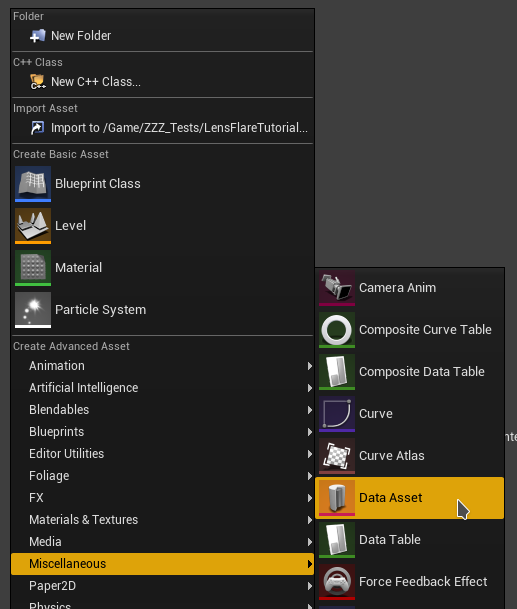 Folder
New Folder
C++ Class
New C++ Class...
Import Asset
Import to /Game/ZZZ_Tests/LensFlareTutorial...
Create Basic Asset
Blueprint Class
Level
Material
Particle System
Create Advanced Asset
Animation
Artificial Intelligence
Blendables
Blueprints
Editor Utilities
Foliage
FX
Materials & Textures
Media
Miscellaneous
Paper2D
Physics
Camera Anim
Composite Curve Table
Composite Data Table
Curve
Curve Atlas
Data Asset
Data Table
Force Feedback Effect